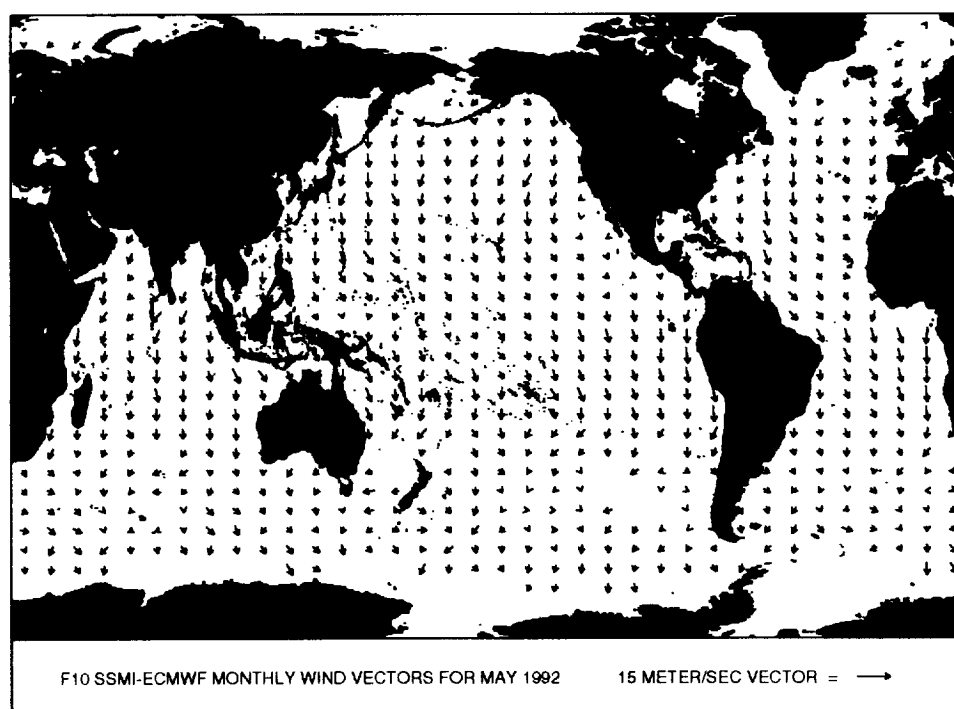 F10 SSMI-ECMWF MONTHLY WIND VECTORS FOR MAY 1992 15 METER/SEC VECTOR = →